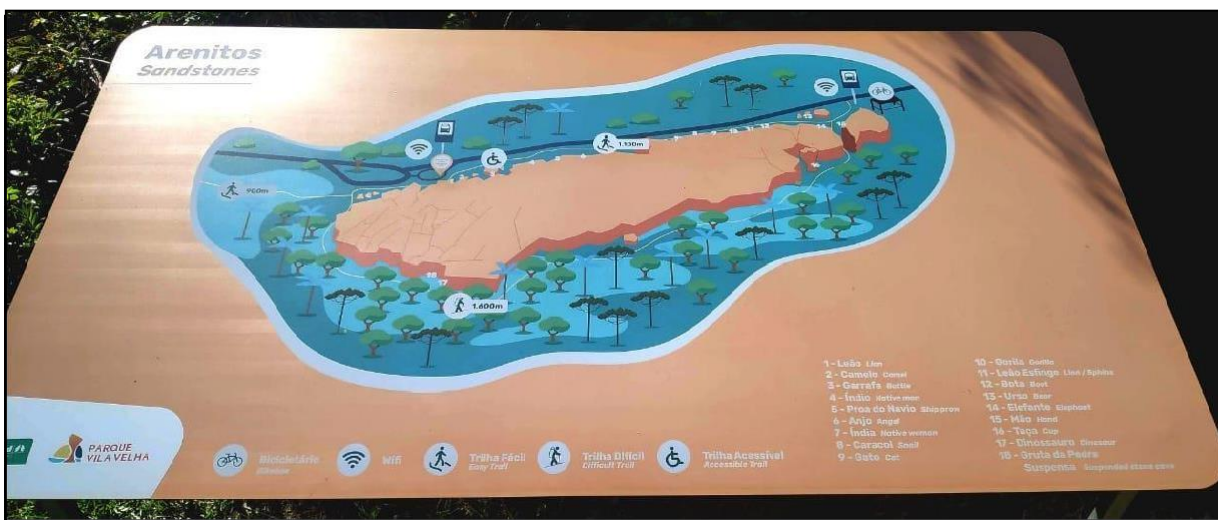 Arenitos
Sandstones
1.130m
950m
1.600m
1 - Leão Lion
2 - Camelo Camel
3 - Garrafa Bottle
4 - Índio Native man
5 - Proa do Navio Ship prow
6 - Anjo Angel
7 - Índia Native woman
8 - Caracol Snail
9 - Gato Cat
10 - Gorila Gorilla
11 - Leão Esfinge Lion / Sphinx
12 - Bota Boot
13 - Urso Bear
14 - Elefante Elephant
15 - Mão Hand
16 - Taça Cup
17 - Dinossauro Dinosaur
18 - Gruta da Pedra
Suspensa Suspended stone cave
PARQUE
VILA VELHA
Bicicletário
Wifi
Trilha Fácil
Easy Trail
Trilha Difícil
Difficult Trail
Trilha Acessível
Accessible Trail